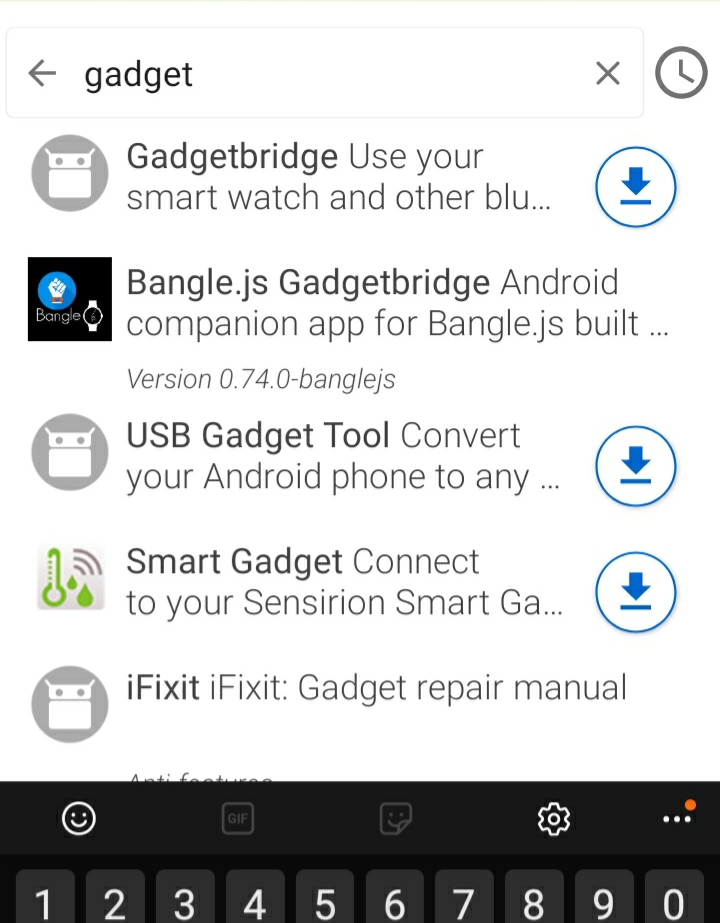 gadget
Gadgetbridge Use your
smart watch and other blu...
Bangle.js Gadgetbridge Android
companion app for Bangle.js built ...
Bangle
Version 0.74.0-banglejs
USB Gadget Tool Convert
your Android phone to any ...
Smart Gadget Connect
to your Sensirion Smart Ga...
iFixit iFixit: Gadget repair manual
Anti-features
GIF
1 2 3 4 5 6 7 8 9 0